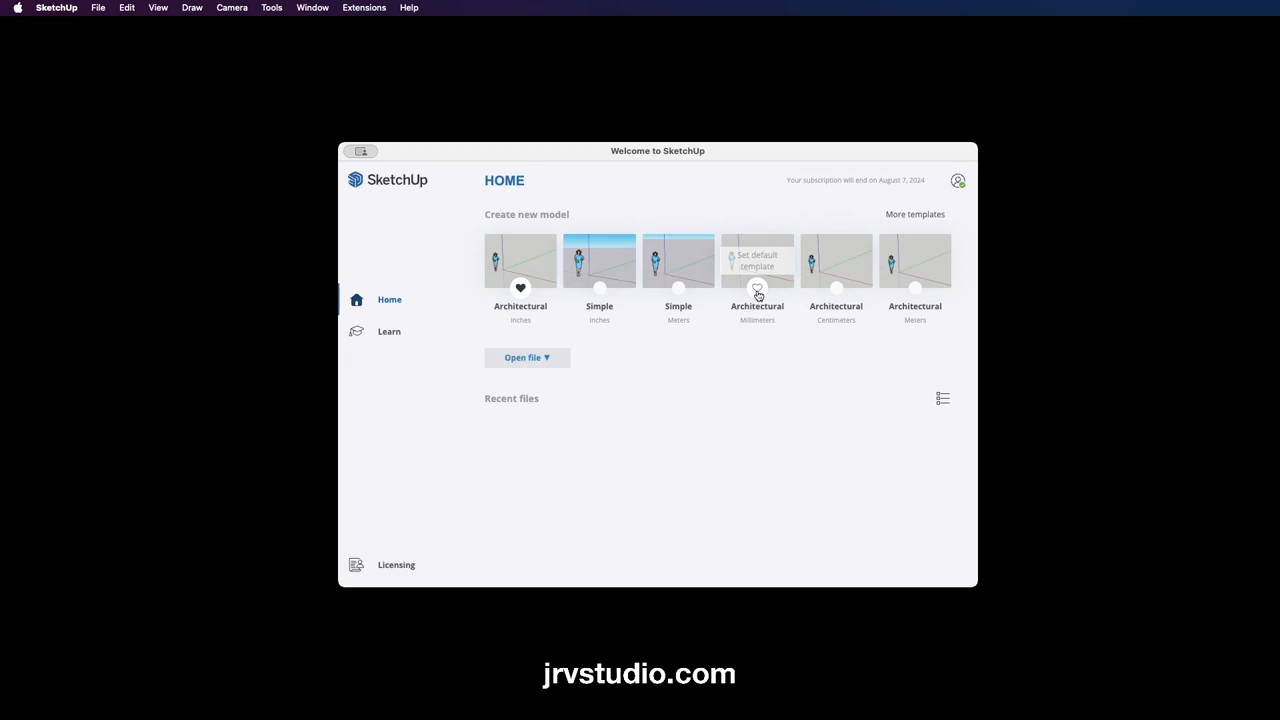 SketchUp File Edit View Draw Camera Tools Window Extensions Help
Welcome to SketchUp
SketchUp
HOME
Your subscription will end on August 7, 2024
Create new model
More templates
Set default
template
Architectural
Inches
Simple
Inches
Simple
Meters
Architectural
Millimeters
Architectural
Centimeters
Architectural
Meters
Home
Learn
Open file ▼
Recent files
Licensing
jrvstudio.com